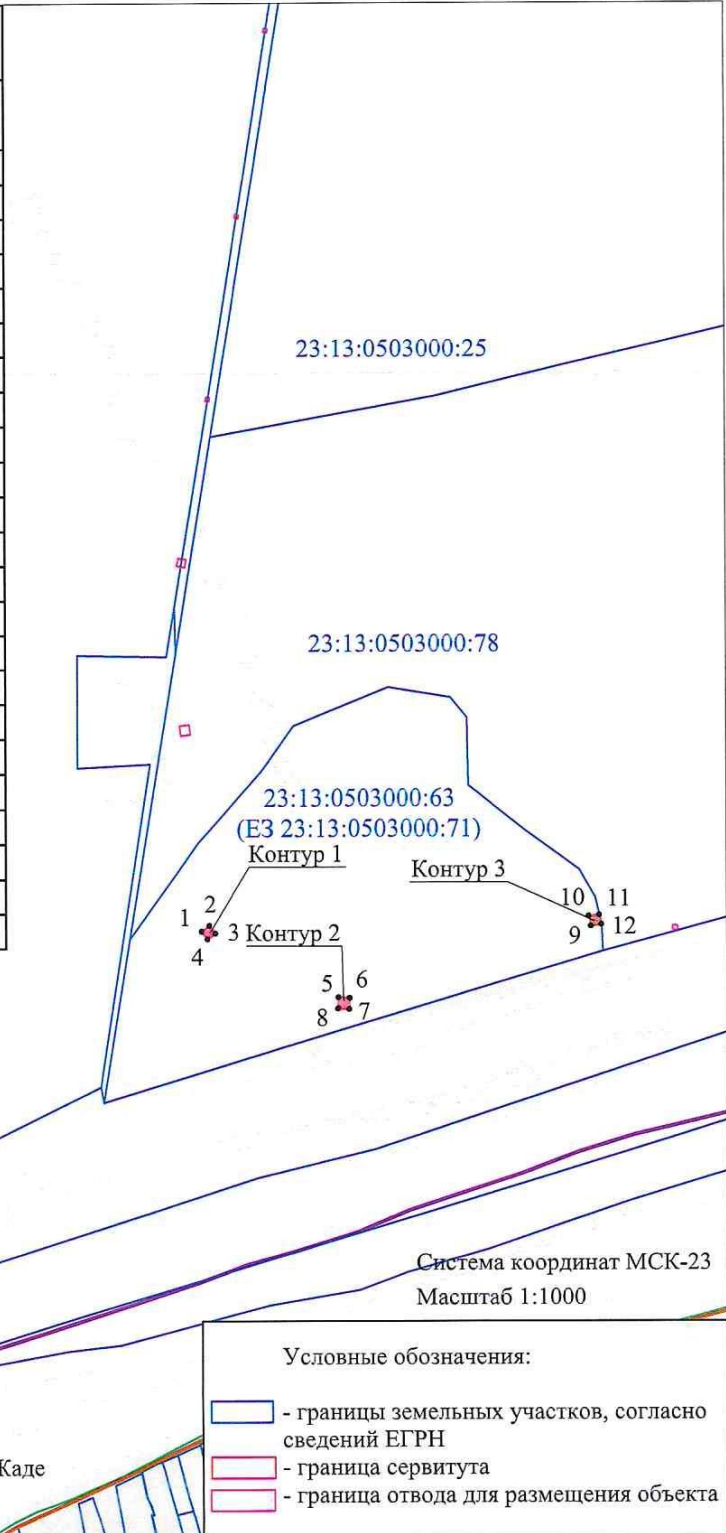 23:13:0503000:25
23:13:0503000:78
23:13:0503000:63
(ЕЗ 23:13:0503000:71)
Контур 1
Контур 3
10 11
1 2
3 Контур 2
9 12
4
5 6
8 7
Система координат МСК-23
Масштаб 1:1000
Условные обозначения:
- границы земельных участков, согласно
сведений ЕГРН
- граница сервитута
- граница отвода для размещения объекта
Каде